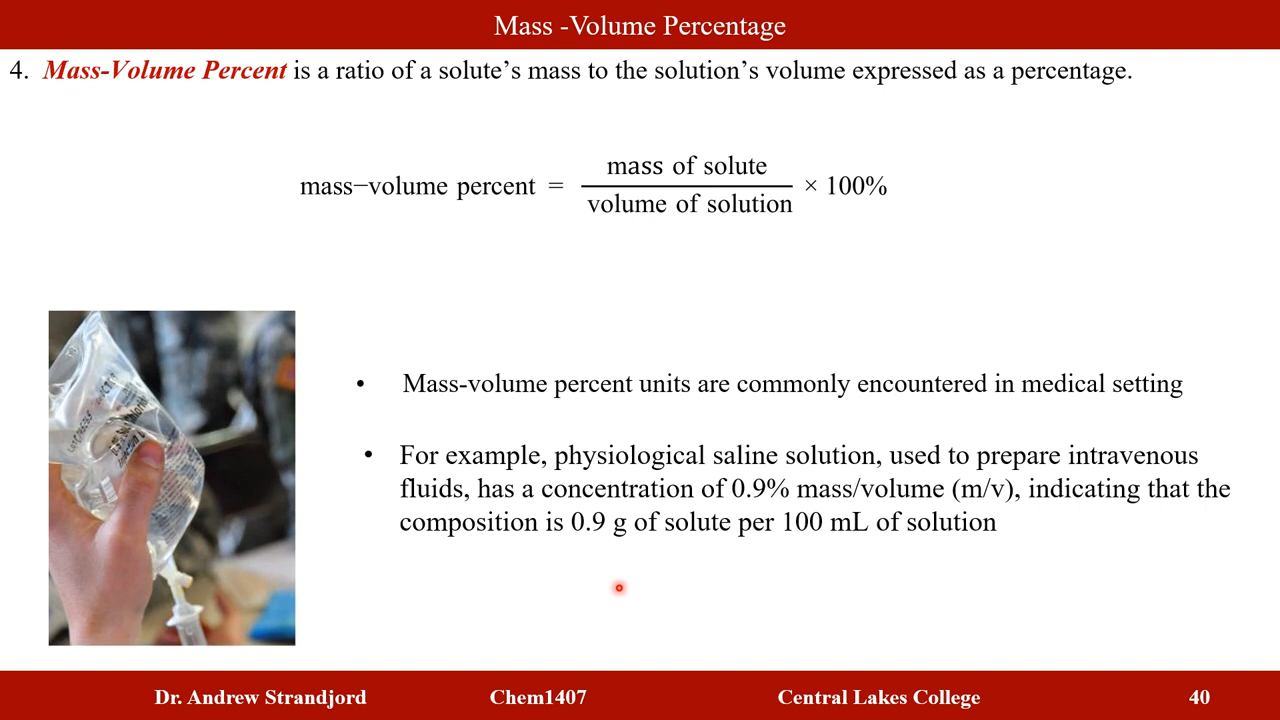 Mass -Volume Percentage
4. Mass-Volume Percent is a ratio of a solute’s mass to the solution’s volume expressed as a percentage.
mass of solute
mass−volume percent = × 100%
volume of solution
• Mass-volume percent units are commonly encountered in medical setting
• For example, physiological saline solution, used to prepare intravenous
fluids, has a concentration of 0.9% mass/volume (m/v), indicating that the
composition is 0.9 g of solute per 100 mL of solution
Dr. Andrew Strandjord Chem1407 Central Lakes College 40